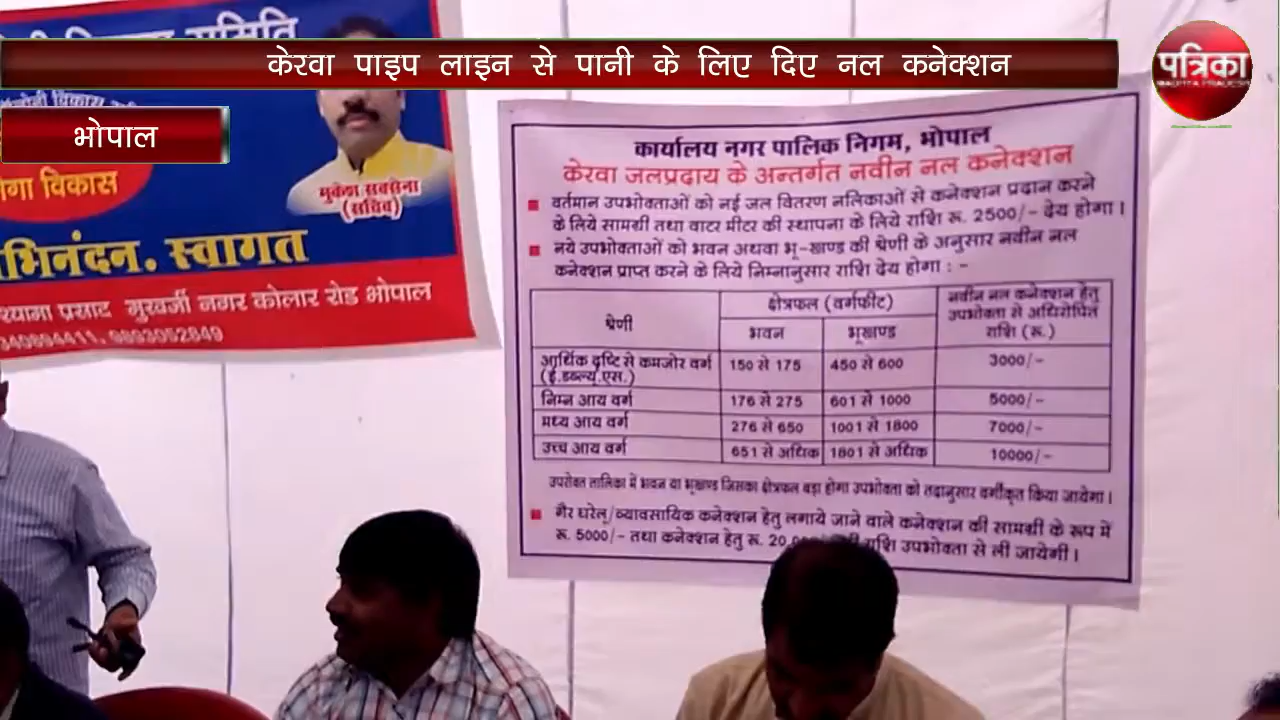 केरवा पाइप लाइन से पानी के लिए दिए नल कनेक्शन
पत्रिका
भोपाल
विकास
मुकेश सक्सेना
(सचिव)
स्वागत
श्यामा प्रसाद मुखर्जी नगर कोलार रोड भोपाल
कार्यालय नगर पालिक निगम, भोपाल
केरवा जलप्रदाय के अन्तर्गत नवीन नल कनेक्शन
वर्तमान उपभोक्ताओं को नई जल वितरण नलिकाओं से कनेक्शन प्रदान करने
के लिये सामग्री तथा वाटर मीटर की स्थापना के लिये राशि रू. 2500/- देय होगा।
नये उपभोक्ताओं को भवन अथवा भू-खण्ड की श्रेणी के अनुसार नवीन नल
कनेक्शन प्राप्त करने के लिये निम्नानुसार राशि देय होगा : -
श्रेणी
क्षेत्रफल (वर्गफीट)
भवन
भूखण्ड
नवीन नल कनेक्शन हेतु
उपभोक्ता से अधिरोपित
राशि (रू.)
आर्थिक दृष्टि से कमजोर वर्ग
(ई.डब्ल्यू.एस.)
150 से 175
450 से 600
3000/-
निम्न आय वर्ग
176 से 275
601 से 1000
5000/-
मध्य आय वर्ग
276 से 650
1001 से 1800
7000/-
उच्च आय वर्ग
651 से अधिक
1801 से अधिक
10000/-
उपरोक्त तालिका में भवन या भूखण्ड जिसका क्षेत्रफल बड़ा होगा उपभोक्ता को तदानुसार वर्गीकृत किया जायेगा।
गैर घरेलू/व्यावसायिक कनेक्शन हेतु लगाये जाने वाले कनेक्शन की सामग्री के रूप में
रू. 5000/- तथा कनेक्शन हेतु रू. राशि उपभोक्ता से ली जायेगी।